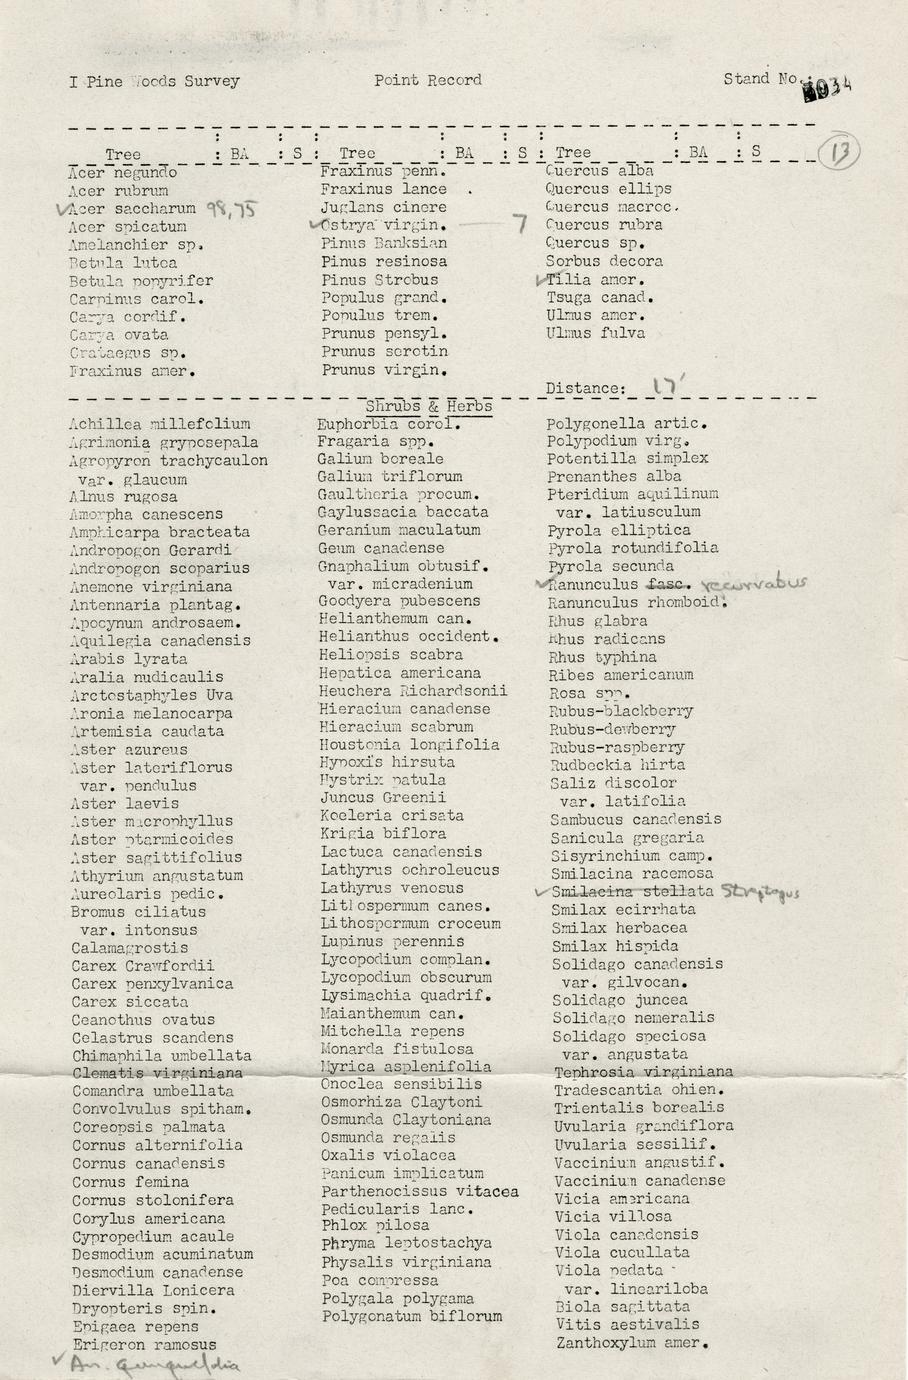 I Pine Woods Survey
Point Record
Stand No.
13
Tree : BA : S : Tree : BA : S : Tree : BA : S
Acer negundo
Acer rubrum
✓Acer saccharum 98,75
Acer spicatum
Amelanchier sp.
Betula lutea
Betula popyrifer
Carpinus carol.
Carya cordif.
Carya ovata
Crataegus sp.
Fraxinus amer.
Fraxinus penn.
Fraxinus lance .
Juglans cinere
✓Ostrya virgin. 7
Pinus Banksian
Pinus resinosa
Pinus Strobus
Populus grand.
Populus trem.
Prunus pensyl.
Prunus serotin
Prunus virgin.
Quercus alba
Quercus ellips
Quercus macroc.
Quercus rubra
Quercus sp.
Sorbus decora
✓Tilia amer.
Tsuga canad.
Ulmus amer.
Ulmus fulva
Distance: 17'
Shrubs & Herbs
Achillea millefolium
Agrimonia gryposepala
Agropyron trachycaulon
var. glaucum
Alnus rugosa
Amorpha canescens
Amphicarpa bracteata
Andropogon Gerardi
Andropogon scoparius
Anemone virginiana
Antennaria plantag.
Apocynum androsaem.
Aquilegia canadensis
Arabis lyrata
Aralia nudicaulis
Arctostaphyles Uva
Aronia melanocarpa
Artemisia caudata
Aster azureus
Aster lateriflorus
var. pendulus
Aster laevis
Aster macrophyllus
Aster ptarmicoides
Aster sagittifolius
Athyrium angustatum
Aureolaris pedic.
Bromus ciliatus
var. intonsus
Calamagrostis
Carex Crawfordii
Carex penxylvanica
Carex siccata
Ceanothus ovatus
Celastrus scandens
Chimaphila umbellata
Clematis virginiana
Comandra umbellata
Convolvulus spitham.
Coreopsis palmata
Cornus alternifolia
Cornus canadensis
Cornus femina
Cornus stolonifera
Corylus americana
Cypropedium acaule
Desmodium acuminatum
Desmodium canadense
Diervilla Lonicera
Dryopteris spin.
Epigaea repens
Erigeron ramosus
✓ An. quinquefolia
Euphorbia corol.
Fragaria spp.
Galium boreale
Galium triflorum
Gaultheria procum.
Gaylussacia baccata
Geranium maculatum
Geum canadense
Gnaphalium obtusif.
var. micradenium
Goodyera pubescens
Helianthemum can.
Helianthus occident.
Heliopsis scabra
Hepatica americana
Heuchera Richardsonii
Hieracium canadense
Hieracium scabrum
Houstonia longifolia
Hypoxis hirsuta
Hystrix patula
Juncus Greenii
Koeleria crisata
Krigia biflora
Lactuca canadensis
Lathyrus ochroleucus
Lathyrus venosus
Lithospermum canes.
Lithospermum croceum
Lupinus perennis
Lycopodium complan.
Lycopodium obscurum
Lysimachia quadrif.
Maianthemum can.
Mitchella repens
Monarda fistulosa
Myrica asplenifolia
Onoclea sensibilis
Osmorhiza Claytoni
Osmunda Claytoniana
Osmunda regalis
Oxalis violacea
Panicum implicatum
Parthenocissus vitacea
Pedicularis lanc.
Phlox pilosa
Phryma leptostachya
Physalis virginiana
Poa compressa
Polygala polygama
Polygonatum biflorum
Polygonella artic.
Polypodium virg.
Potentilla simplex
Prenanthes alba
Pteridium aquilinum
var. latiusculum
Pyrola elliptica
Pyrola rotundifolia
Pyrola secunda
✓Ranunculus fasc. recurvatus
Ranunculus rhomboid.
Rhus glabra
Rhus radicans
Rhus typhina
Ribes americanum
Rosa spp.
Rubus-blackberry
Rubus-dewberry
Rubus-raspberry
Rudbeckia hirta
Saliz discolor
var. latifolia
Sambucus canadensis
Sanicula gregaria
Sisyrinchium camp.
Smilacina racemosa
✓Smilacina stellata Streptopus
Smilax ecirrhata
Smilax herbacea
Smilax hispida
Solidago canadensis
var. gilvocan.
Solidago juncea
Solidago nemeralis
Solidago speciosa
var. angustata
Tephrosia virginiana
Tradescantia ohien.
Trientalis borealis
Uvularia grandiflora
Uvularia sessilif.
Vaccinium angustif.
Vaccinium canadense
Vicia americana
Vicia villosa
Viola canadensis
Viola cucullata
Viola pedata
var. lineariloba
Biola sagittata
Vitis aestivalis
Zanthoxylum amer.